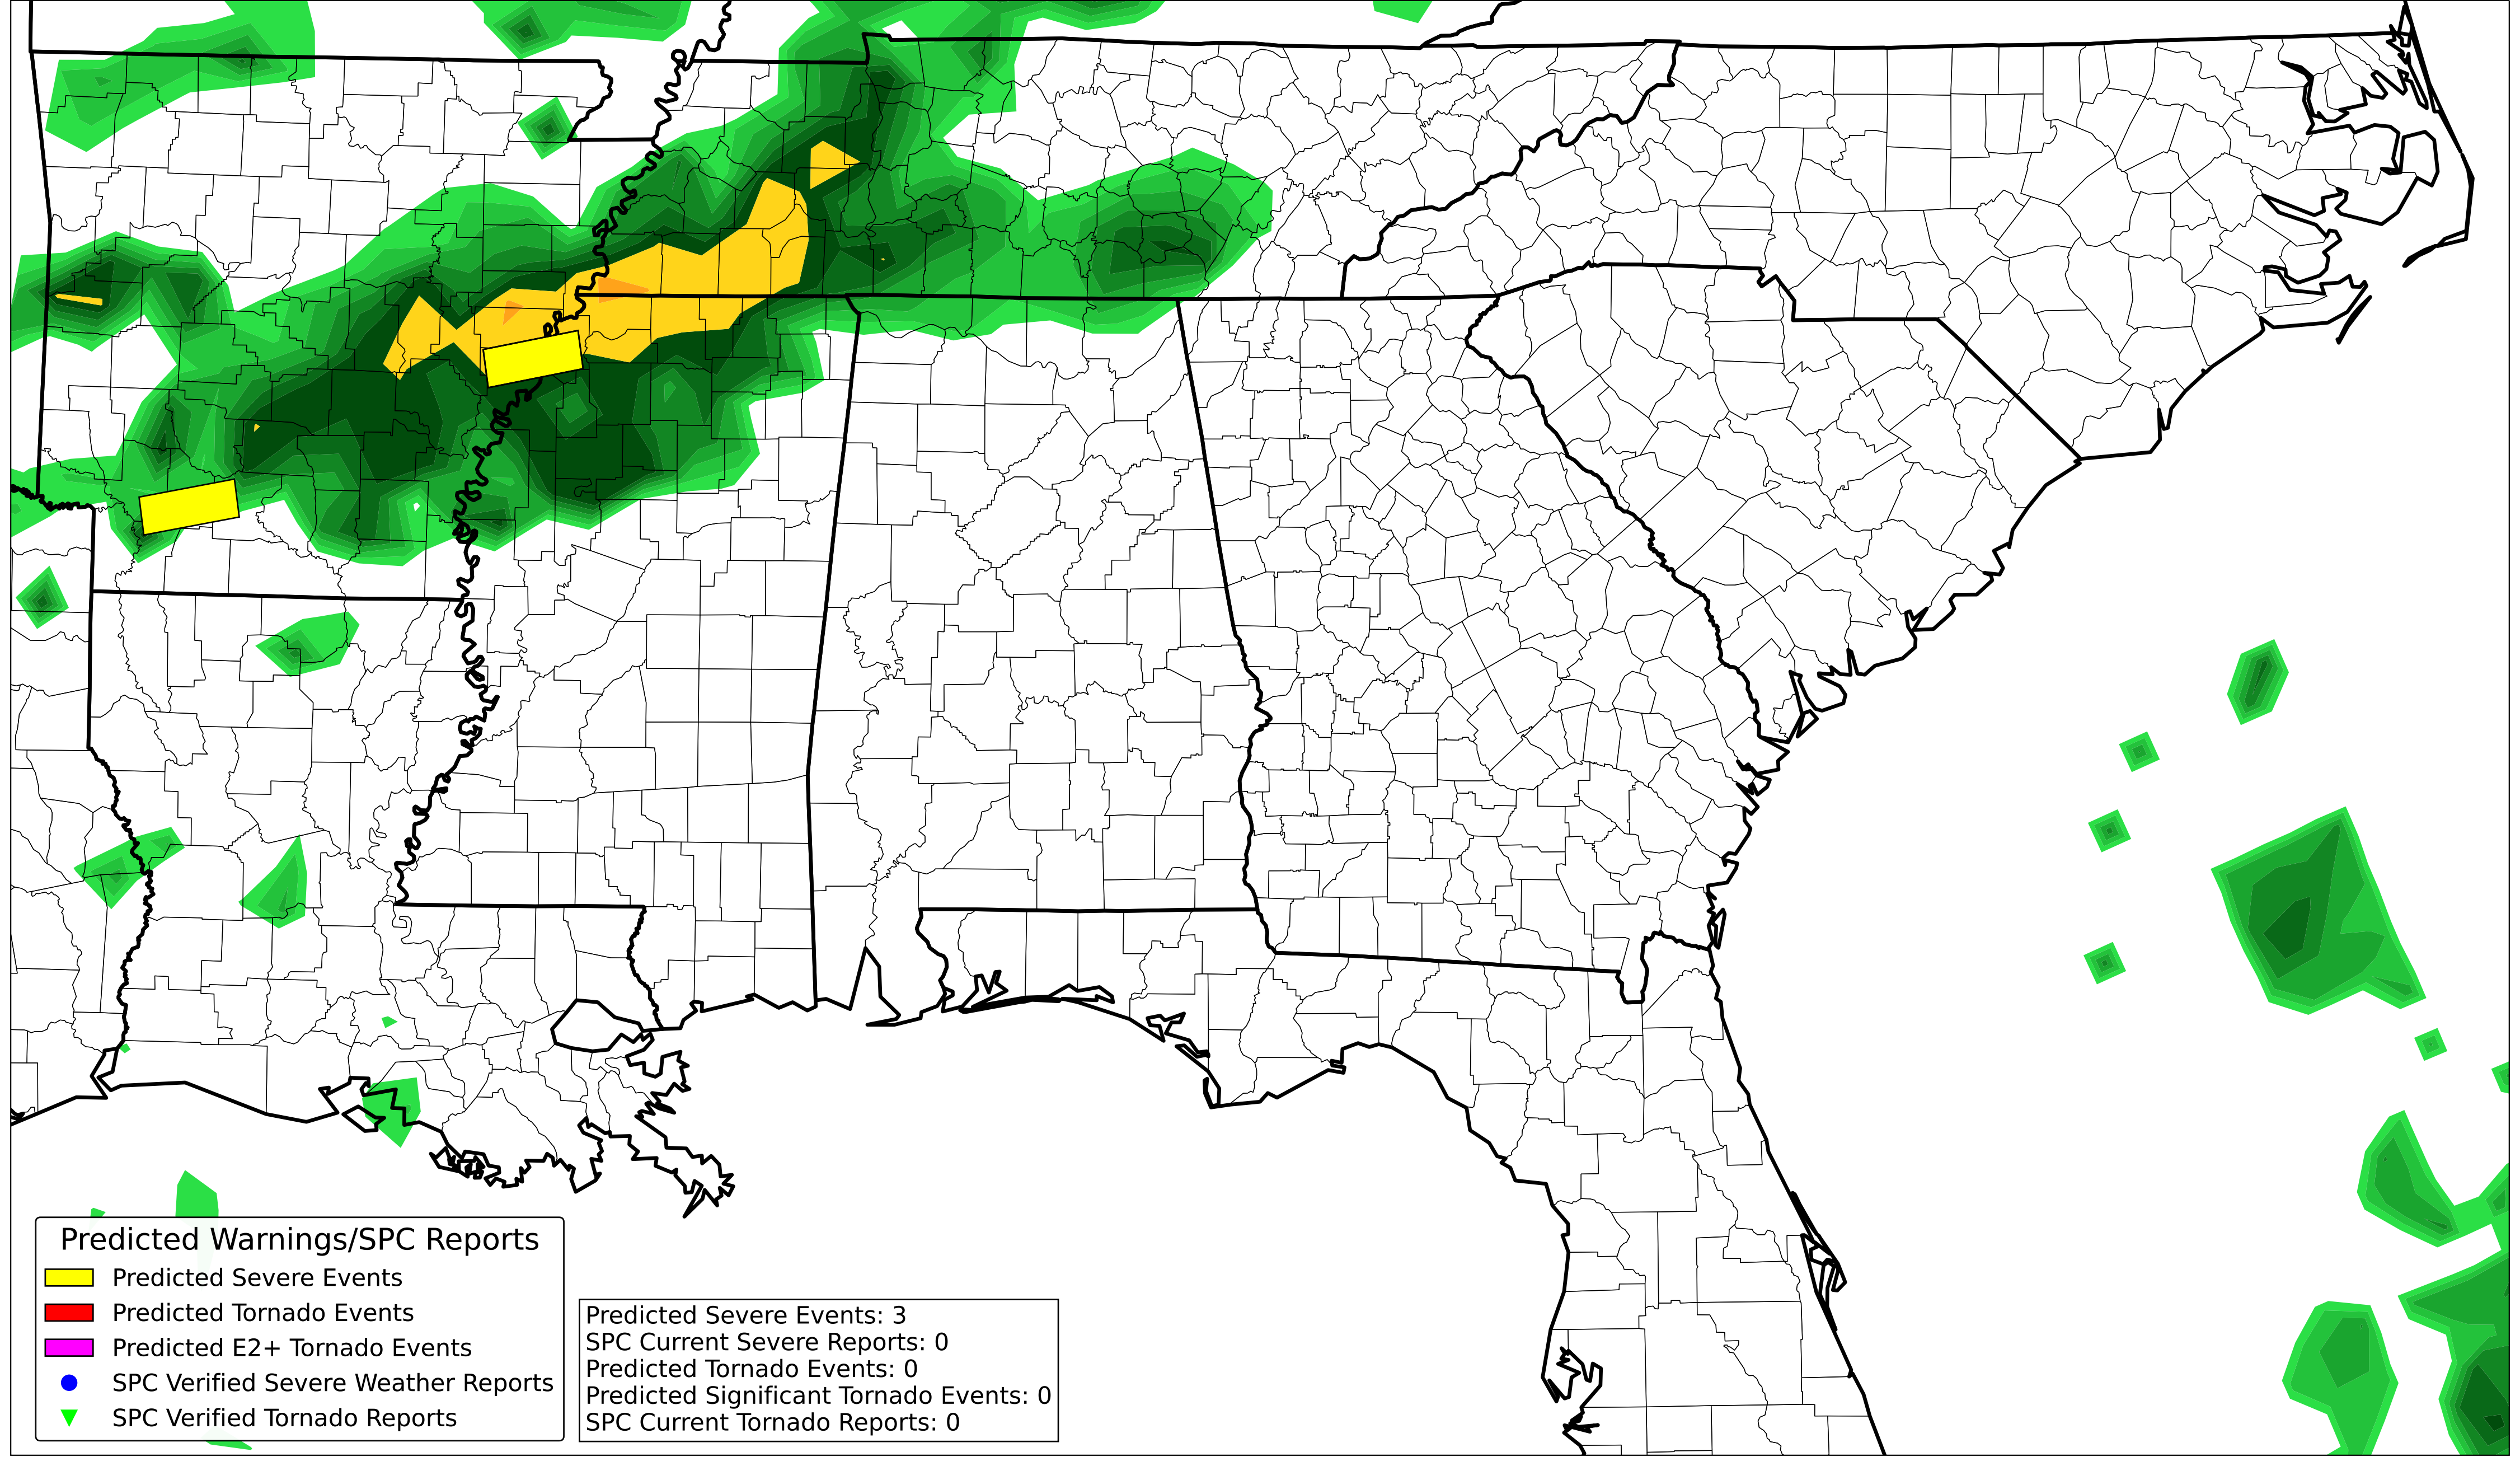 Predicted Warnings/SPC Reports
Predicted Severe Events
Predicted Tornado Events
Predicted E2+ Tornado Events
SPC Verified Severe Weather Reports
SPC Verified Tornado Reports
Predicted Severe Events: 3
SPC Current Severe Reports: 0
Predicted Tornado Events: 0
Predicted Significant Tornado Events: 0
SPC Current Tornado Reports: 0